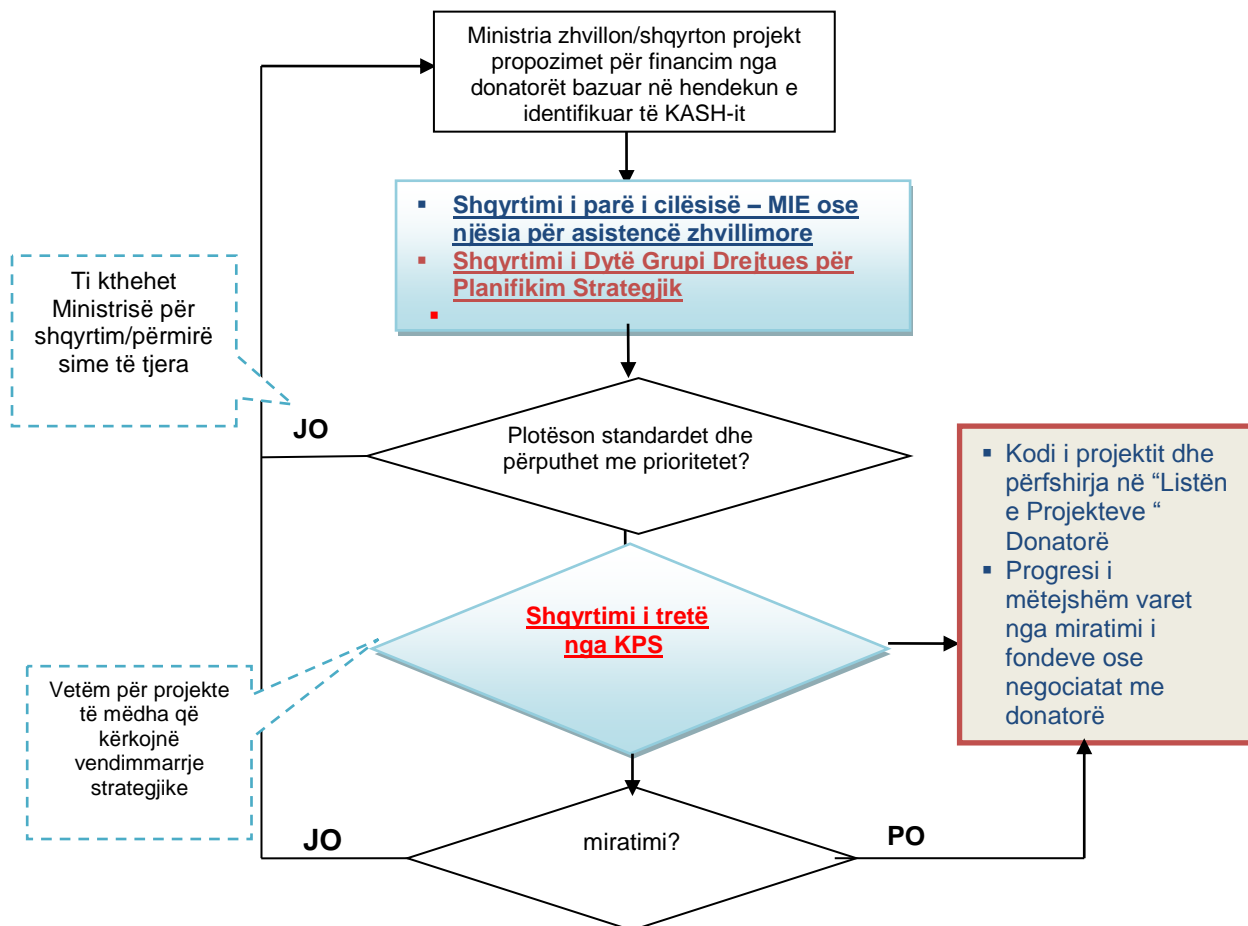 Ministria zhvillon/shqyrton projekt
propozimet për financim nga
donatorët bazuar në hendekun e
identifikuar të KASH-it
Shqyrtimi i parë i cilësisë – MIE ose
njësia për asistencë zhvillimore
Shqyrtimi i Dytë Grupi Drejtues për
Planifikim Strategjik
Ti kthehet
Ministrisë për
shqyrtim/përmirë
sime të tjera
JO
Plotëson standardet dhe
përputhet me prioritetet?
Kodi i projektit dhe
përfshirja në “Listën
e Projekteve “
Donatorë
Progresi i
mëtejshëm varet
nga miratimi i
fondeve ose
negociatat me
donatorë
Shqyrtimi i tretë
nga KPS
Vetëm për projekte
të mëdha që
kërkojnë
vendimmarrje
strategjike
JO
miratimi?
PO